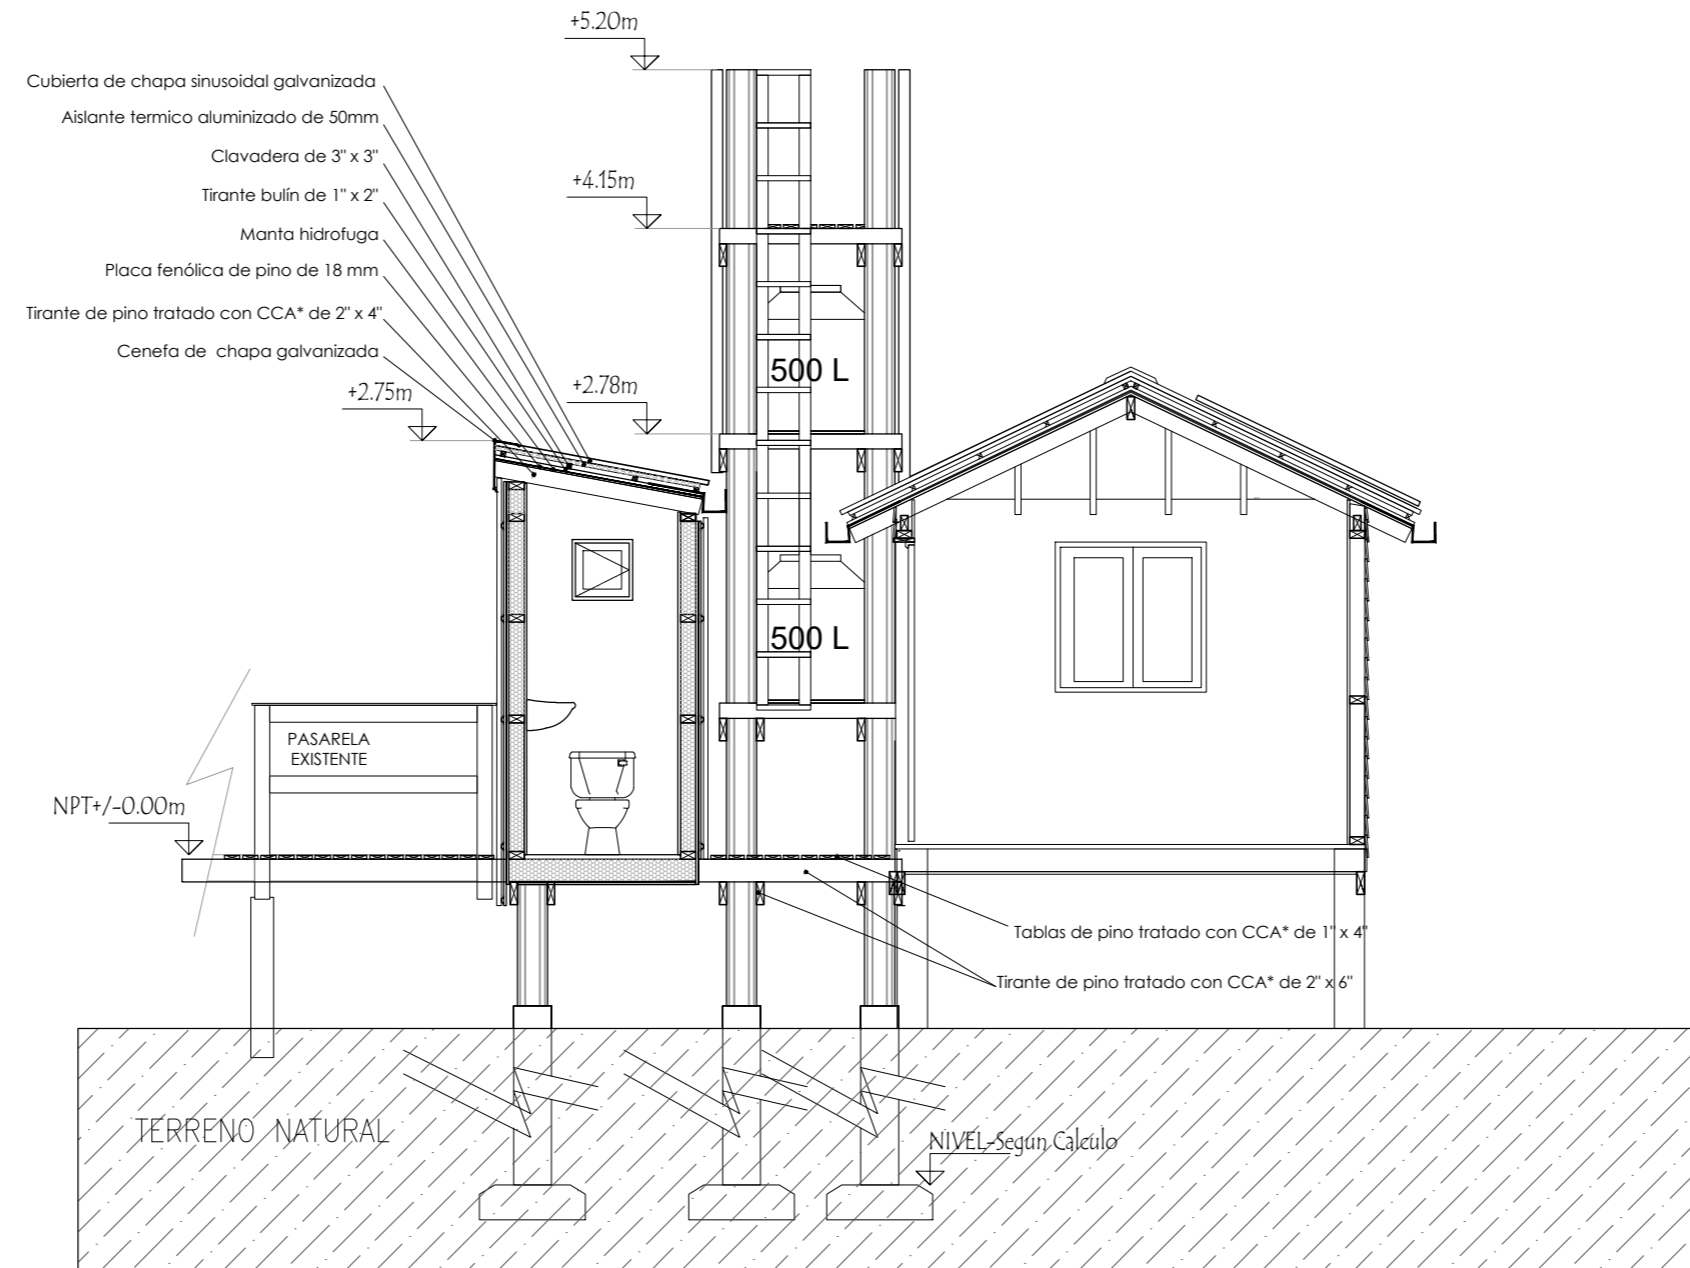 +5.20m
Cubierta de chapa sinusoidal galvanizada
Aislante termico aluminizado de 50mm
Clavadera de 3" x 3"
+4.15m
Tirante bulín de 1" x 2"
Manta hidrofuga
Placa fenólica de pino de 18 mm
Tirante de pino tratado con CCA* de 2" x 4"
Cenefa de chapa galvanizada
500 L
+2.75m
+2.78m
500 L
PASARELA
EXISTENTE
NPT+/-0.00m
Tablas de pino tratado con CCA* de 1" x 4"
Tirante de pino tratado con CCA* de 2" x 6"
TERRENO NATURAL
NIVEL-Segun Calculo